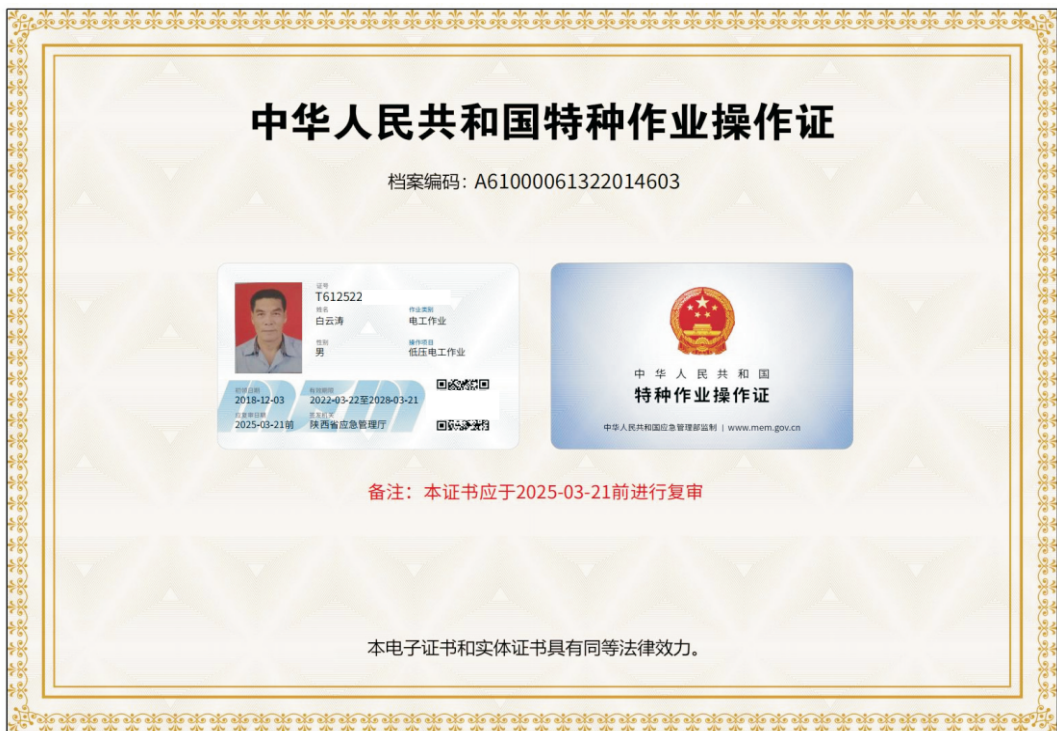 中华人民共和国特种作业操作证
档案编码：A61000061322014603
证号
T612522
姓名
白云涛
作业类别
电工作业
性别
男
操作项目
低压电工作业
初领日期
2018-12-03
有效期限
2022-03-22至2028-03-21
应复审日期
2025-03-21前
签发机关
陕西省应急管理厅
mem
中华人民共和国
特种作业操作证
中华人民共和国应急管理部监制 | www.mem.gov.cn
备注：本证书应于2025-03-21前进行复审
本电子证书和实体证书具有同等法律效力。